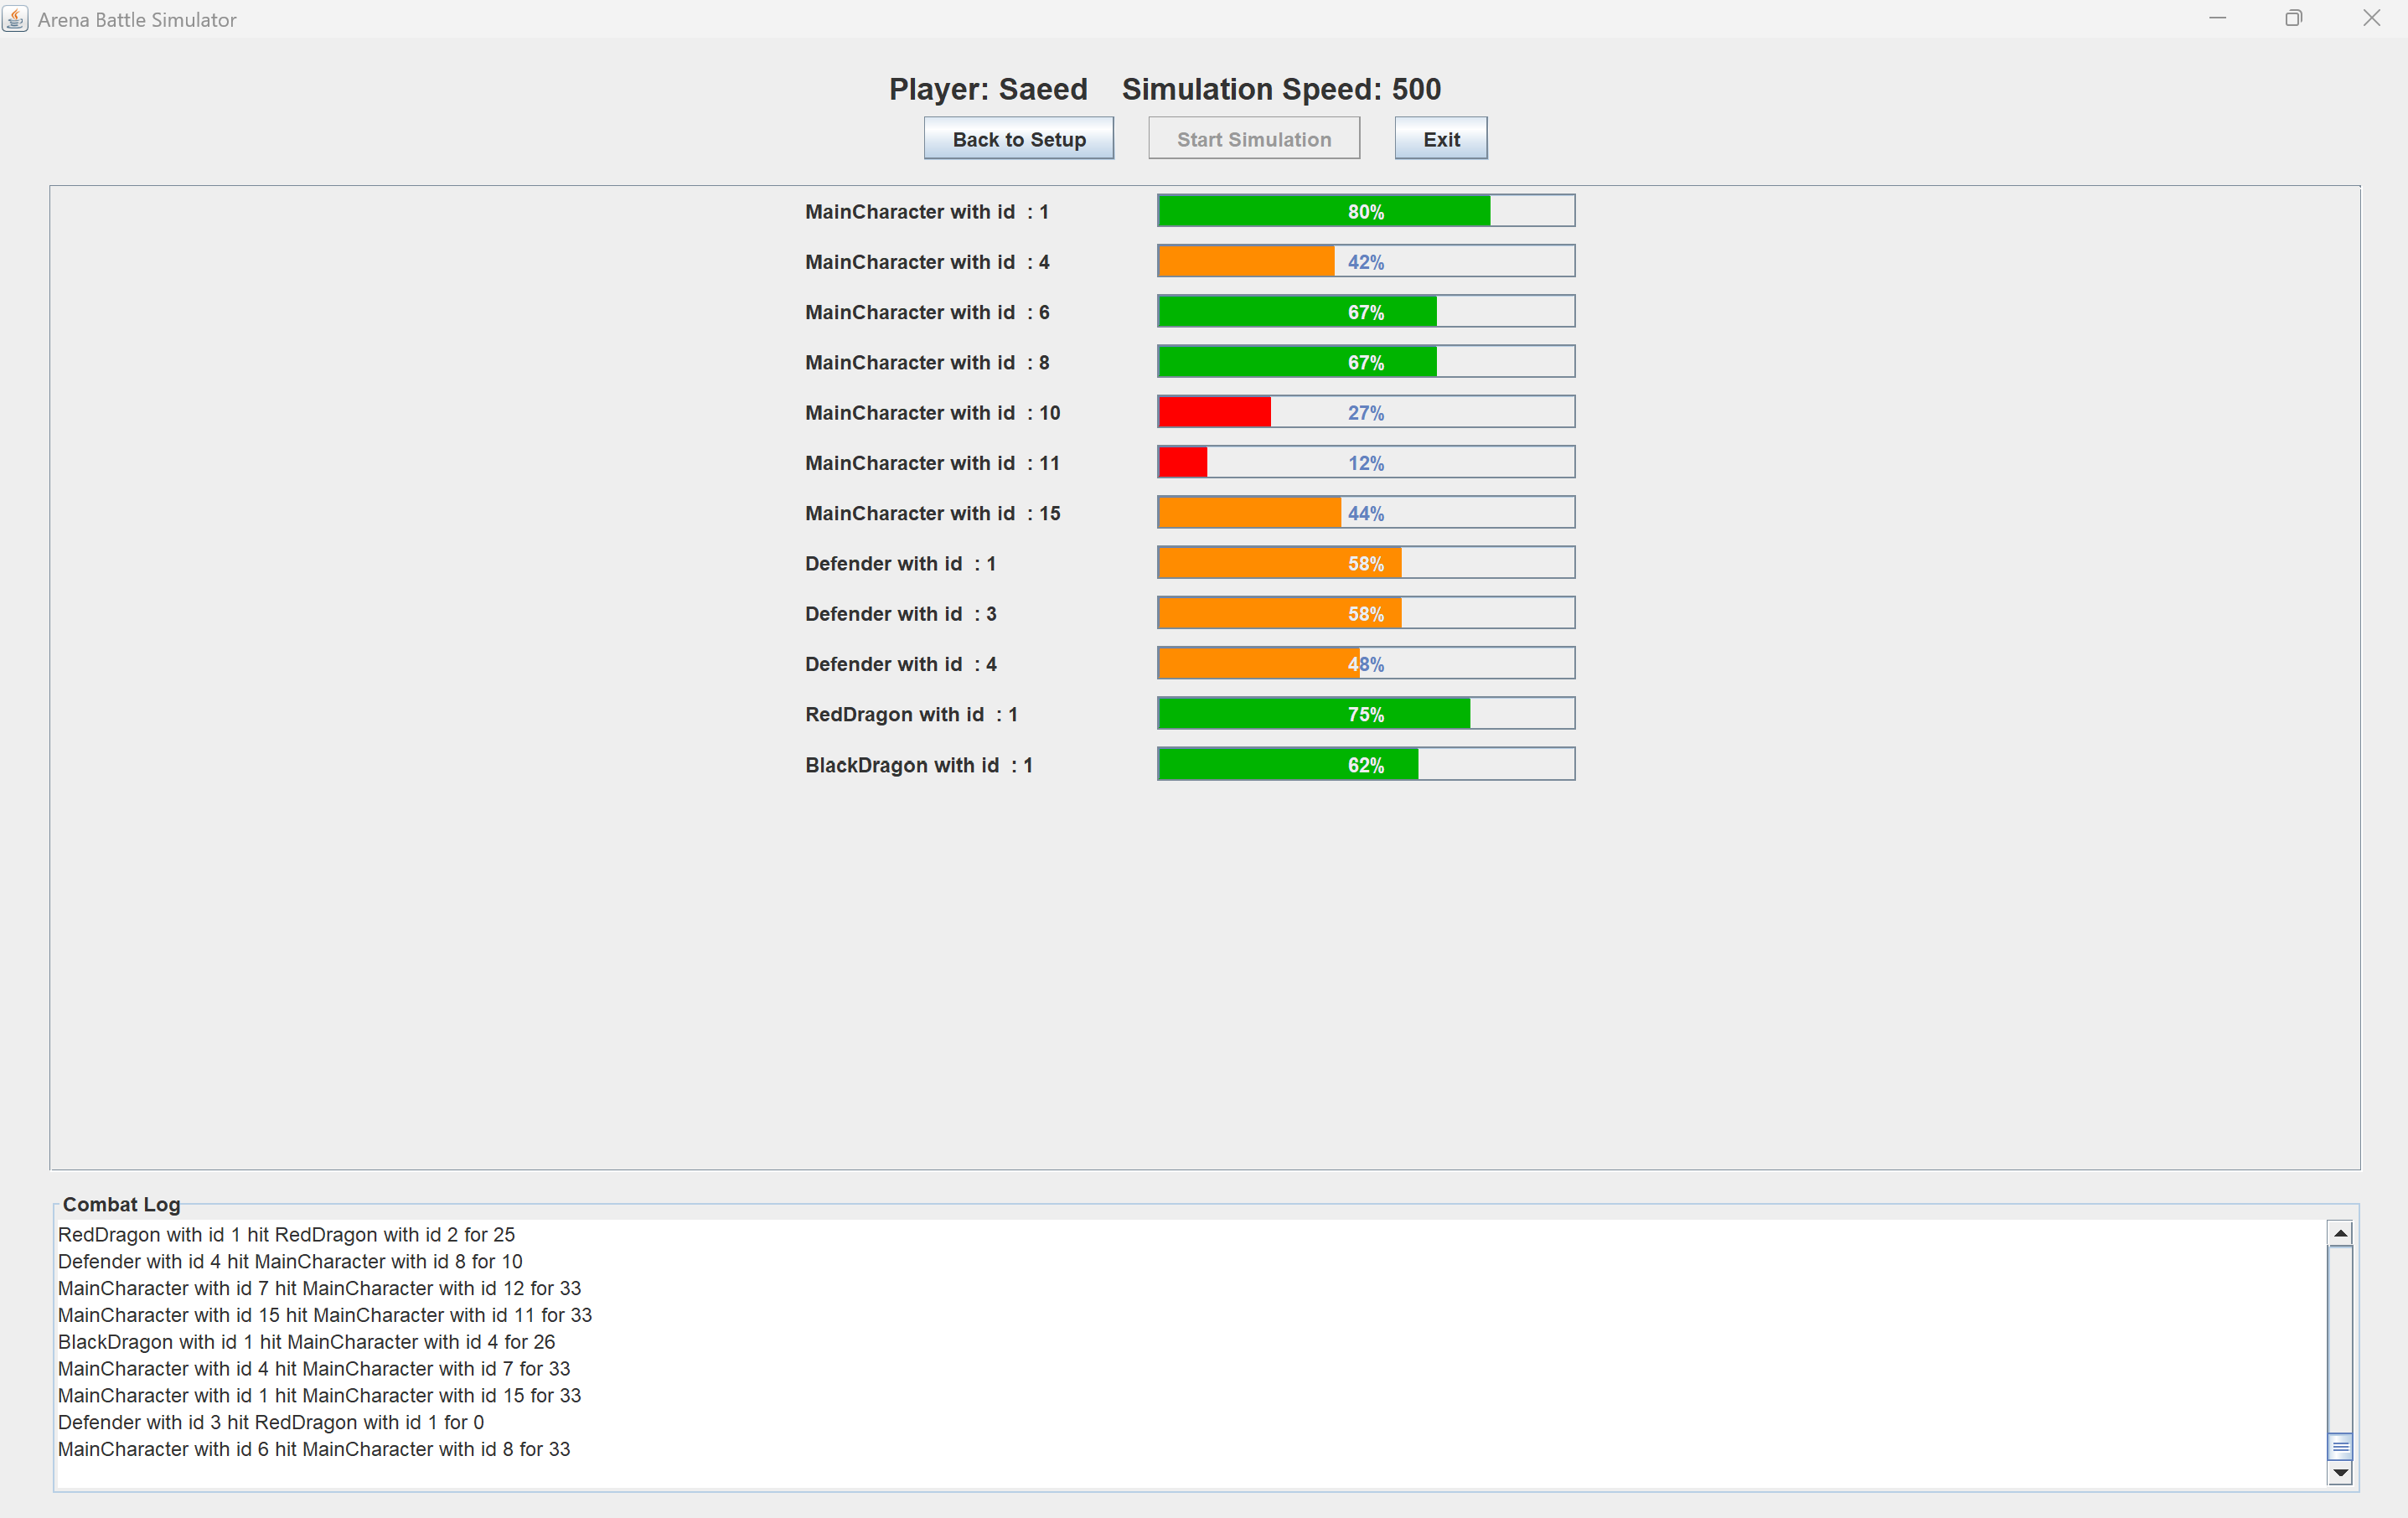 Arena Battle Simulator
Player: Saeed Simulation Speed: 500
Back to Setup Start Simulation Exit
MainCharacter with id : 1 80%
MainCharacter with id : 4 42%
MainCharacter with id : 6 67%
MainCharacter with id : 8 67%
MainCharacter with id : 10 27%
MainCharacter with id : 11 12%
MainCharacter with id : 15 44%
Defender with id : 1 58%
Defender with id : 3 58%
Defender with id : 4 48%
RedDragon with id : 1 75%
BlackDragon with id : 1 62%
Combat Log
RedDragon with id 1 hit RedDragon with id 2 for 25
Defender with id 4 hit MainCharacter with id 8 for 10
MainCharacter with id 7 hit MainCharacter with id 12 for 33
MainCharacter with id 15 hit MainCharacter with id 11 for 33
BlackDragon with id 1 hit MainCharacter with id 4 for 26
MainCharacter with id 4 hit MainCharacter with id 7 for 33
MainCharacter with id 1 hit MainCharacter with id 15 for 33
Defender with id 3 hit RedDragon with id 1 for 0
MainCharacter with id 6 hit MainCharacter with id 8 for 33